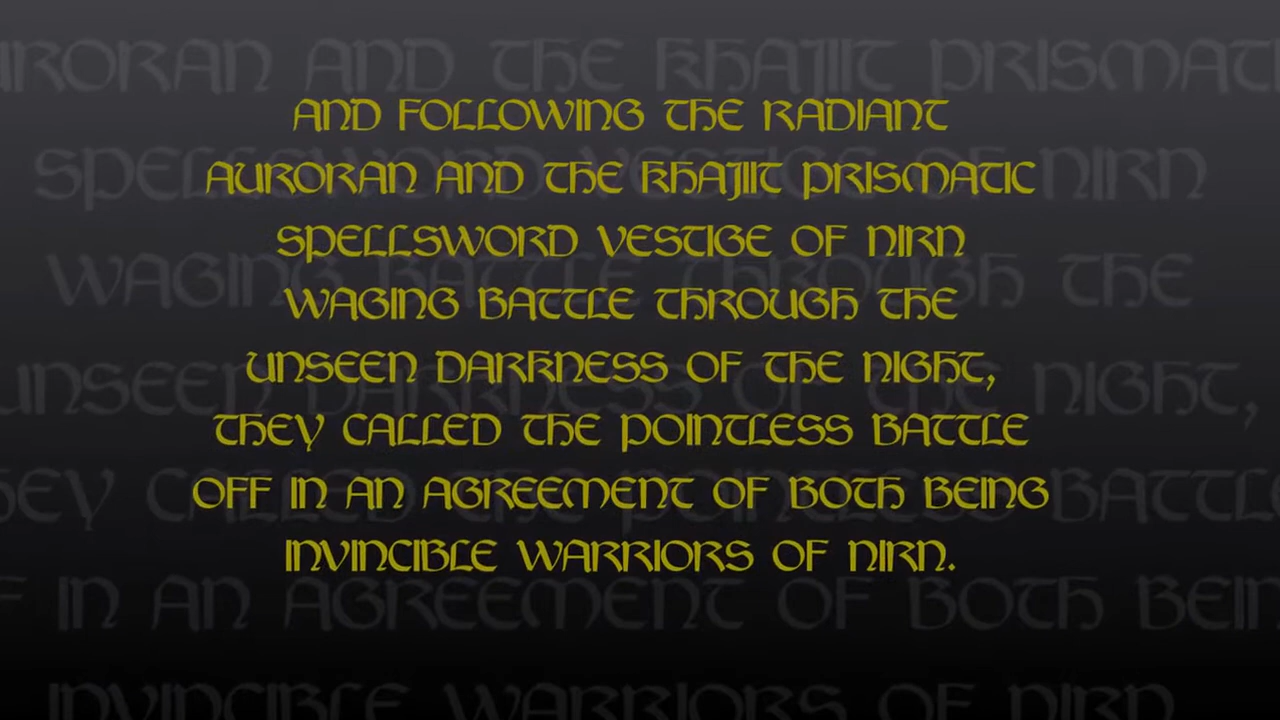 AND FOLLOWING THE RADIANT
AURORAN AND THE KHAJIIT PRISMATIC
SPELLSWORD VESTIGE OF NIRN
WAGING BATTLE THROUGH THE
UNSEEN DARKNESS OF THE NIGHT,
THEY CALLED THE POINTLESS BATTLE
OFF IN AN AGREEMENT OF BOTH BEING
INVINCIBLE WARRIORS OF NIRN.